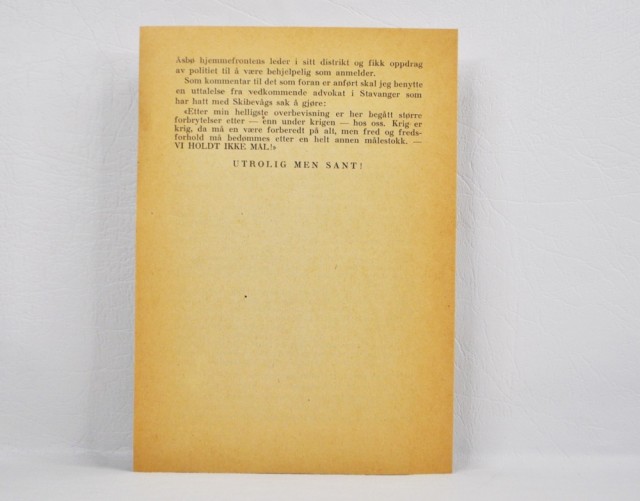 Åsbø hjemmefrontens leder i sitt distrikt og fikk oppdrag
av politiet til å være behjelpelig som anmelder.
Som kommentar til det som foran er anført skal jeg benytte
en uttalelse fra vedkommende advokat i Stavanger som
har hatt med Skibevågs sak å gjøre:
«Etter min helligste overbevisning er her begått større
forbrytelser etter — enn under krigen — hos oss. Krig er
krig, da må en være forberedt på alt, men fred og freds-
forhold må bedømmes etter en helt annen målestokk. —
VI HOLDT IKKE MÅL!»
UTROLIG MEN SANT!